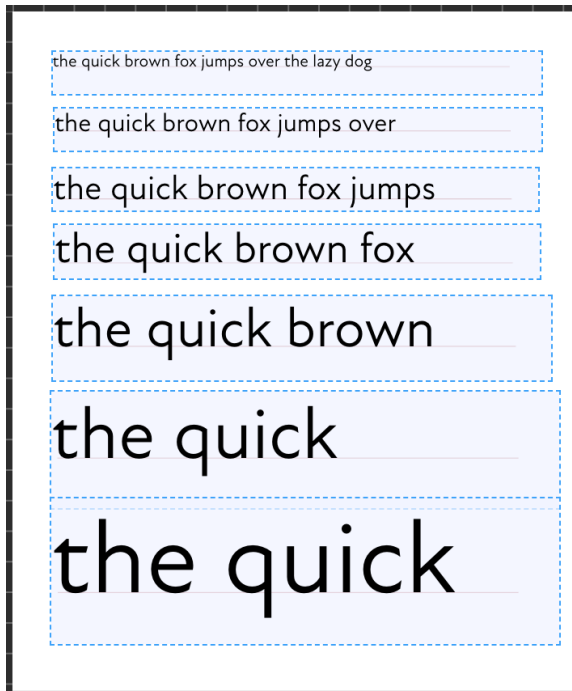 the quick brown fox jumps over the lazy dog
the quick brown fox jumps over
the quick brown fox jumps
the quick brown fox
the quick brown
the quick
the quick